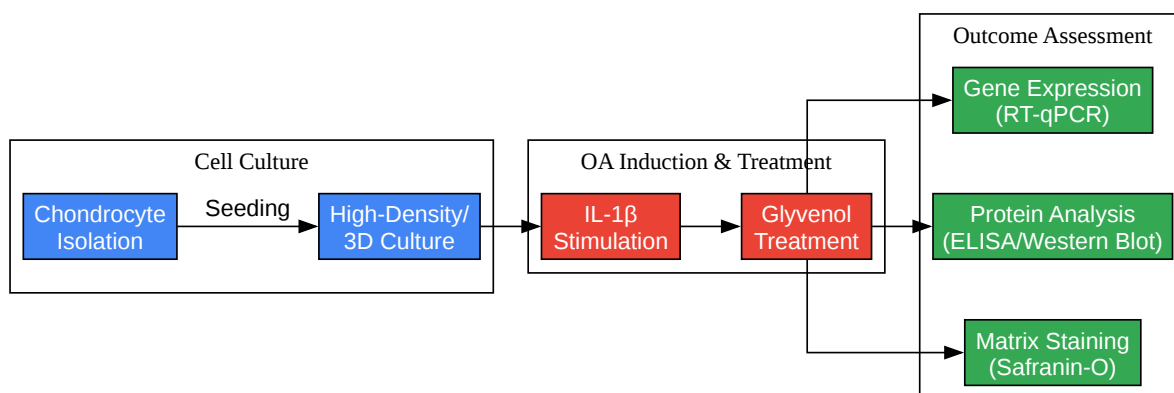 Cell Culture
Chondrocyte
Isolation
Seeding
High-Density/
3D Culture
OA Induction & Treatment
IL-1β
Stimulation
Glyvenol
Treatment
Outcome Assessment
Gene Expression
(RT-qPCR)
Protein Analysis
(ELISA/Western Blot)
Matrix Staining
(Safranin-O)